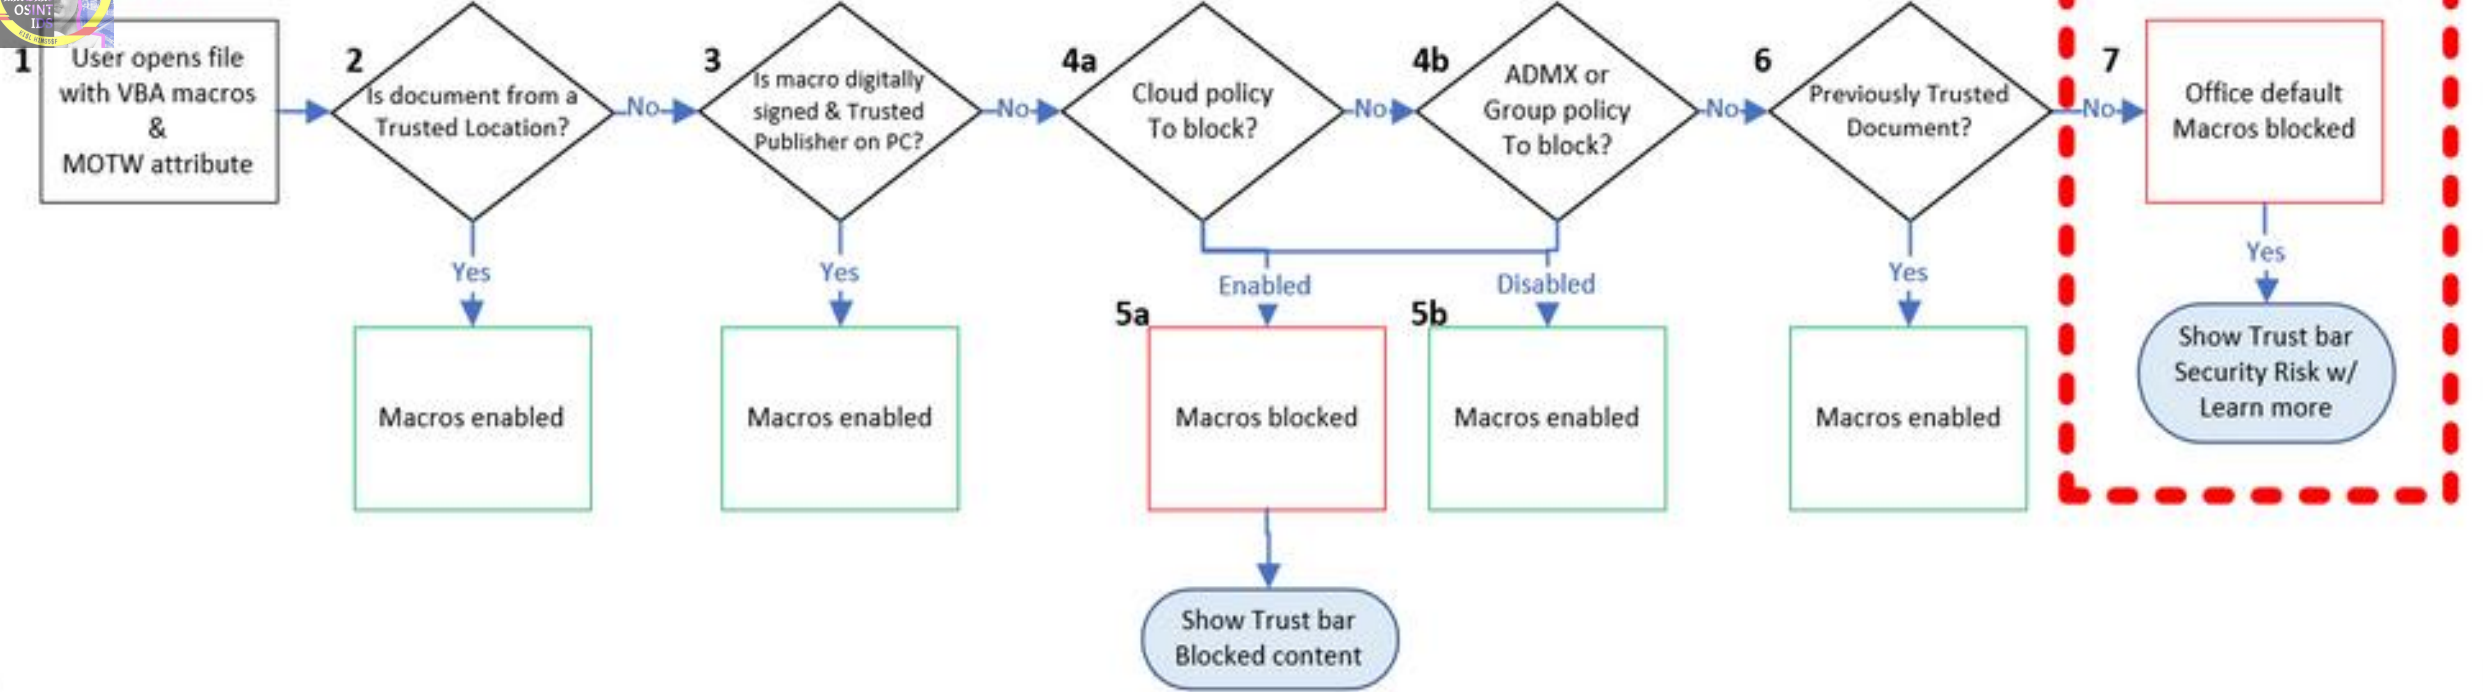 OSINT
1
User opens file
with VBA macros
&
MOTW attribute
2
Is document from a
Trusted Location?
No
Yes
Macros enabled
3
Is macro digitally
signed & Trusted
Publisher on PC?
No
Yes
Macros enabled
4a
Cloud policy
To block?
No
4b
ADMX or
Group policy
To block?
No
Enabled
5a
Macros blocked
Show Trust bar
Blocked content
Disabled
5b
Macros enabled
6
Previously Trusted
Document?
No
Yes
Macros enabled
7
Office default
Macros blocked
Yes
Show Trust bar
Security Risk w/
Learn more